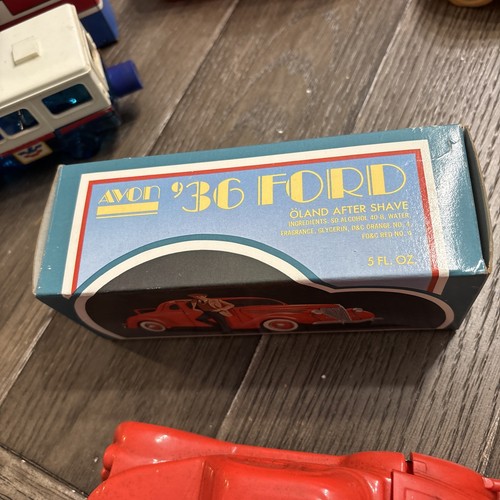 AVON '36 FORD
ÖLAND AFTER SHAVE
INGREDIENTS: SD ALCOHOL 40 B, WATER,
FRAGRANCE, GLYCERIN, D&C ORANGE NO. 4,
FD&C RED NO. 4
5 FL. OZ.